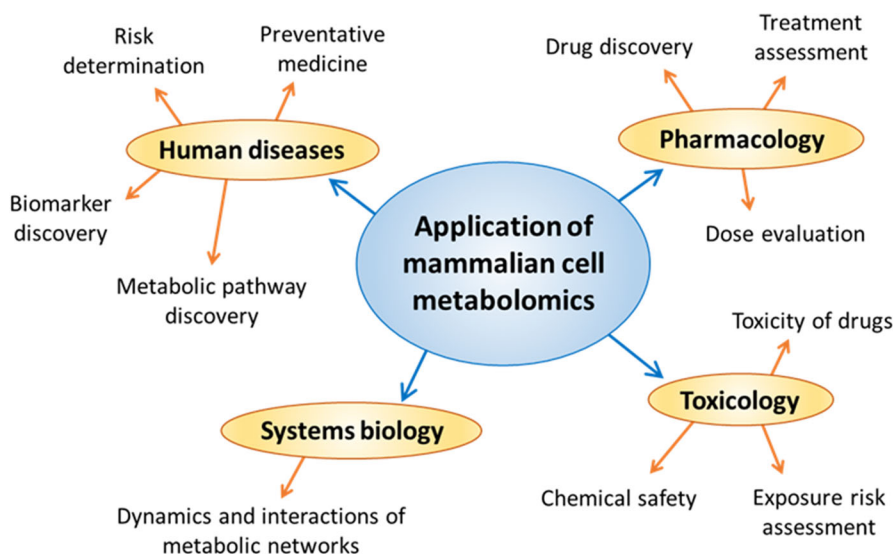 Risk
determination
Preventative
medicine
Human diseases
Biomarker
discovery
Metabolic pathway
discovery
Drug discovery
Treatment
assessment
Pharmacology
Dose evaluation
Application of
mammalian cell
metabolomics
Systems biology
Dynamics and interactions of
metabolic networks
Toxicity of drugs
Toxicology
Chemical safety
Exposure risk
assessment